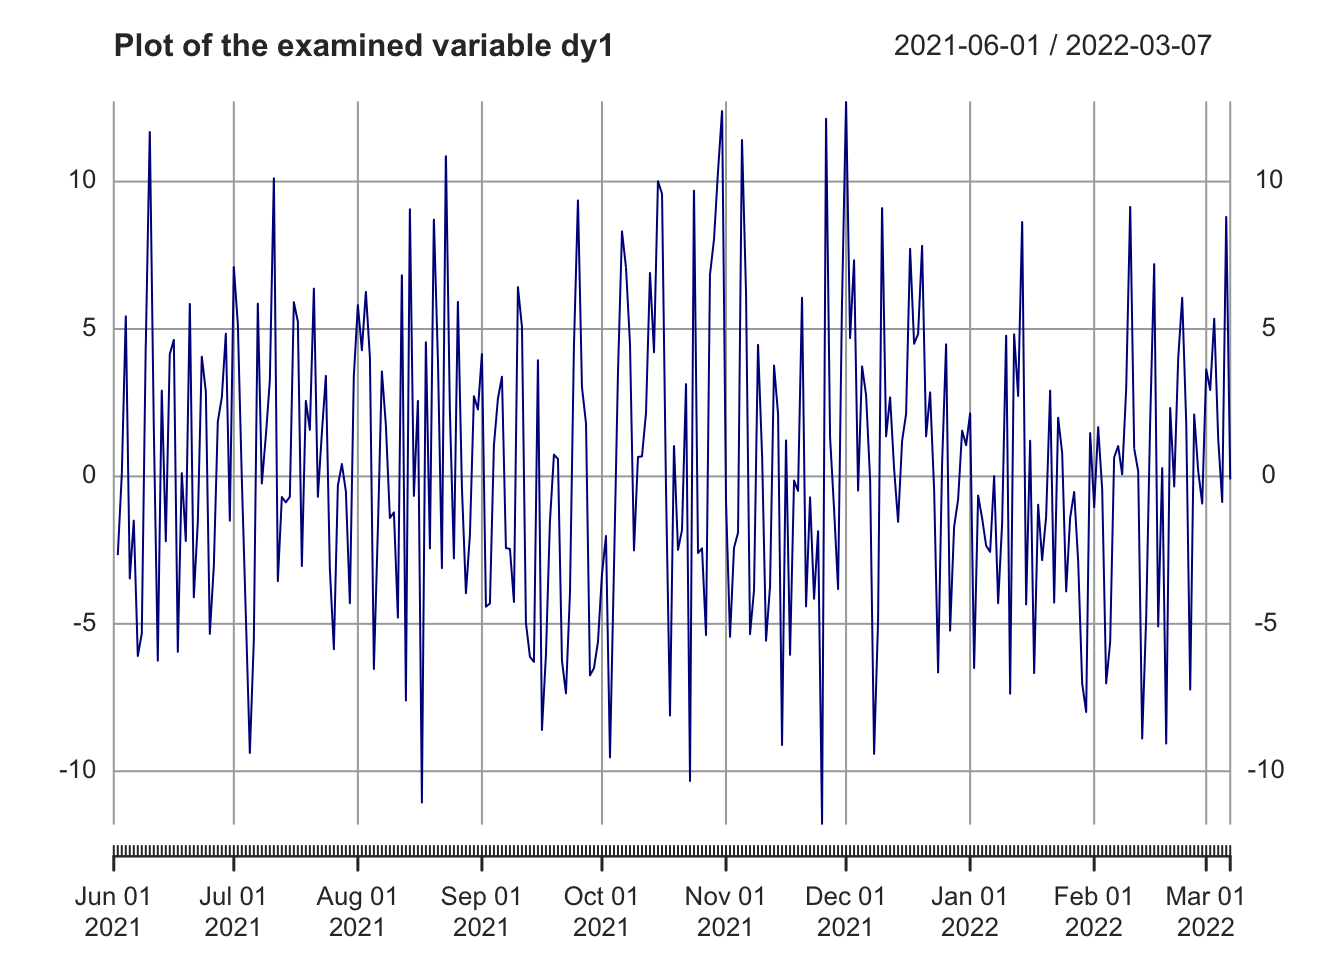 Plot of the examined variable dy1 2021-06-01 / 2022-03-07
10 10
5 5
0 0
-5 -5
-10 -10
Jun 01 Jul 01 Aug 01 Sep 01 Oct 01 Nov 01 Dec 01 Jan 01 Feb 01 Mar 01
2021 2021 2021 2021 2021 2021 2021 2022 2022 2022